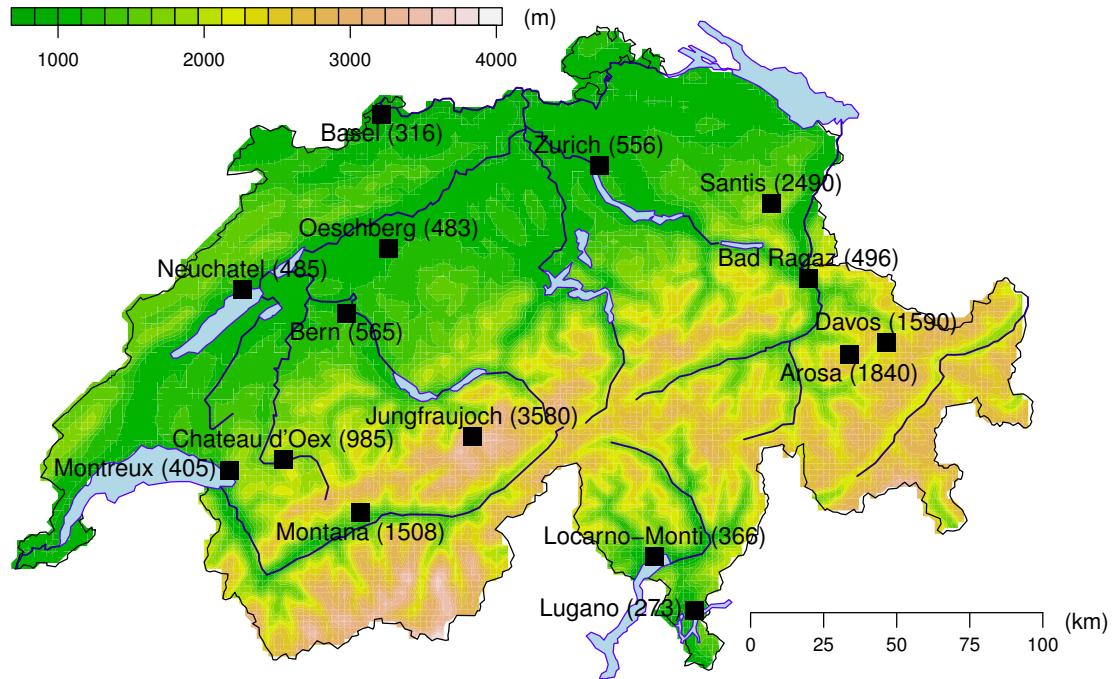 (m)
1000 2000 3000 4000
Basel (316)
Zurich (556)
Santis (2490)
Oeschberg (483)
Bad Ragaz (496)
Neuchatel (485)
Bern (565)
Davos (1590)
Arosa (1840)
Jungfraujoch (3580)
Chateau d'Oex (985)
Montreux (405)
Montana (1508)
Locarno−Monti (366)
Lugano (273)
(km)
0 25 50 75 100